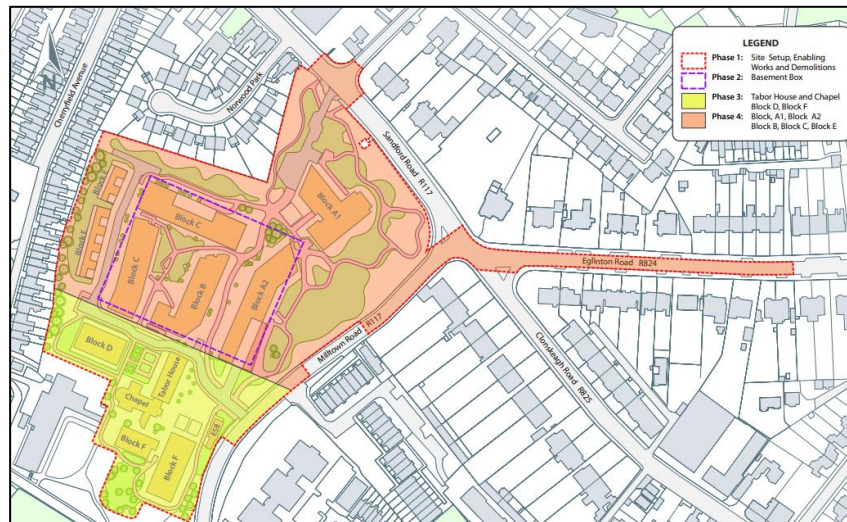 LEGEND
Phase 1: Site Setup, Enabling
Works and Demolitions
Phase 2: Basement Box
Phase 3: Tabor House and Chapel
Block D, Block F
Phase 4: Block, A1, Block A2
Block B, Block C, Block E
Cherryfield Avenue
Norwood Park
Sandford Road R117
Block E
Block C
Block A1
Block E
Block C
Block B
Block A2
Eglinton Road R824
Milltown Road R117
Clonskeagh Road R825
Block D
Tabor House
Chapel
Block F
Block F
ESB